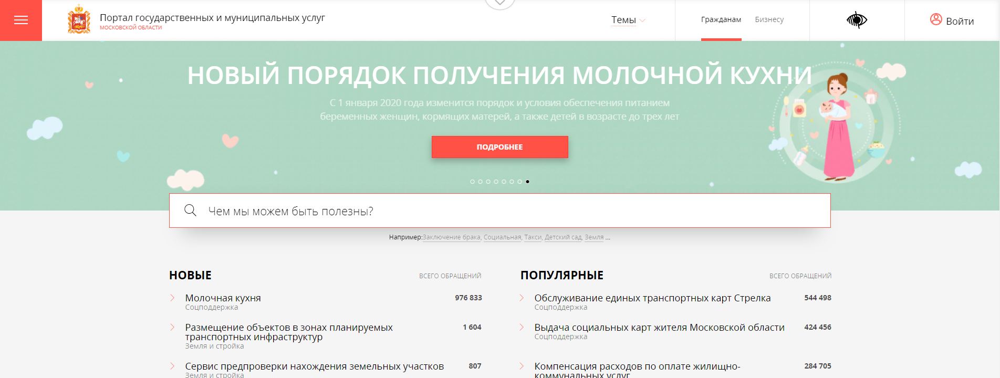 Портал государственных и муниципальных услуг
МОСКОВСКОЙ ОБЛАСТИ
Темы
Гражданам
Бизнесу
Войти
НОВЫЙ ПОРЯДОК ПОЛУЧЕНИЯ МОЛОЧНОЙ КУХНИ
С 1 января 2020 года изменится порядок и условия обеспечения питанием
беременных женщин, кормящих матерей, а также детей в возрасте до трех лет
ПОДРОБНЕЕ
Чем мы можем быть полезны?
Например:Заключение брака, Социальная, Такси, Детский сад, Земля ...
НОВЫЕ
ВСЕГО ОБРАЩЕНИЙ
Молочная кухня
976 833
Соцподдержка
Размещение объектов в зонах планируемых
1 604
транспортных инфраструктур
Земля и стройка
Сервис предпроверки нахождения земельных участков
807
Земля и стройка
ПОПУЛЯРНЫЕ
ВСЕГО ОБРАЩЕНИЙ
Обслуживание единых транспортных карт Стрелка
544 498
Соцподдержка
Выдача социальных карт жителя Московской области
424 456
Соцподдержка
Компенсация расходов по оплате жилищно-
284 705
коммунальных услуг